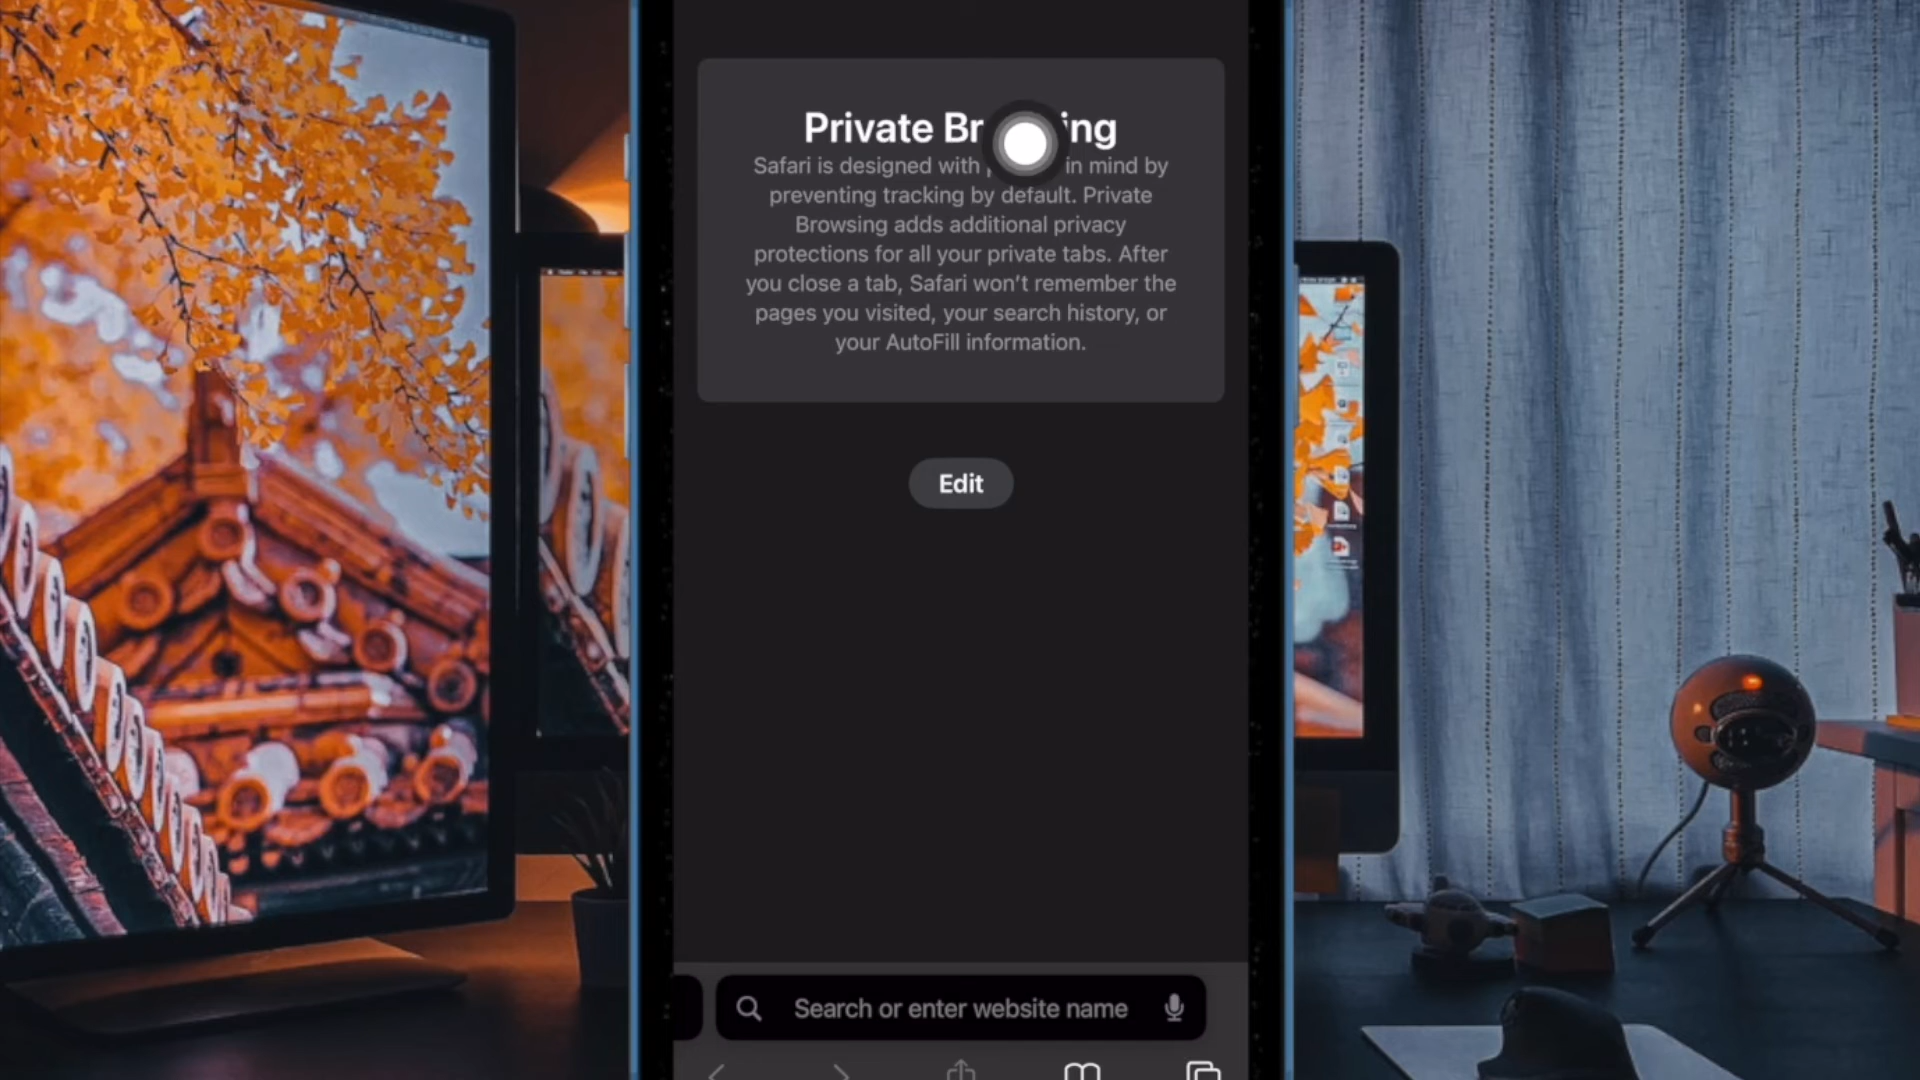 Private Br ing
Safari is designed with in mind by
preventing tracking by default. Private
Browsing adds additional privacy
protections for all your private tabs. After
you close a tab, Safari won’t remember the
pages you visited, your search history, or
your AutoFill information.
Edit
Search or enter website name